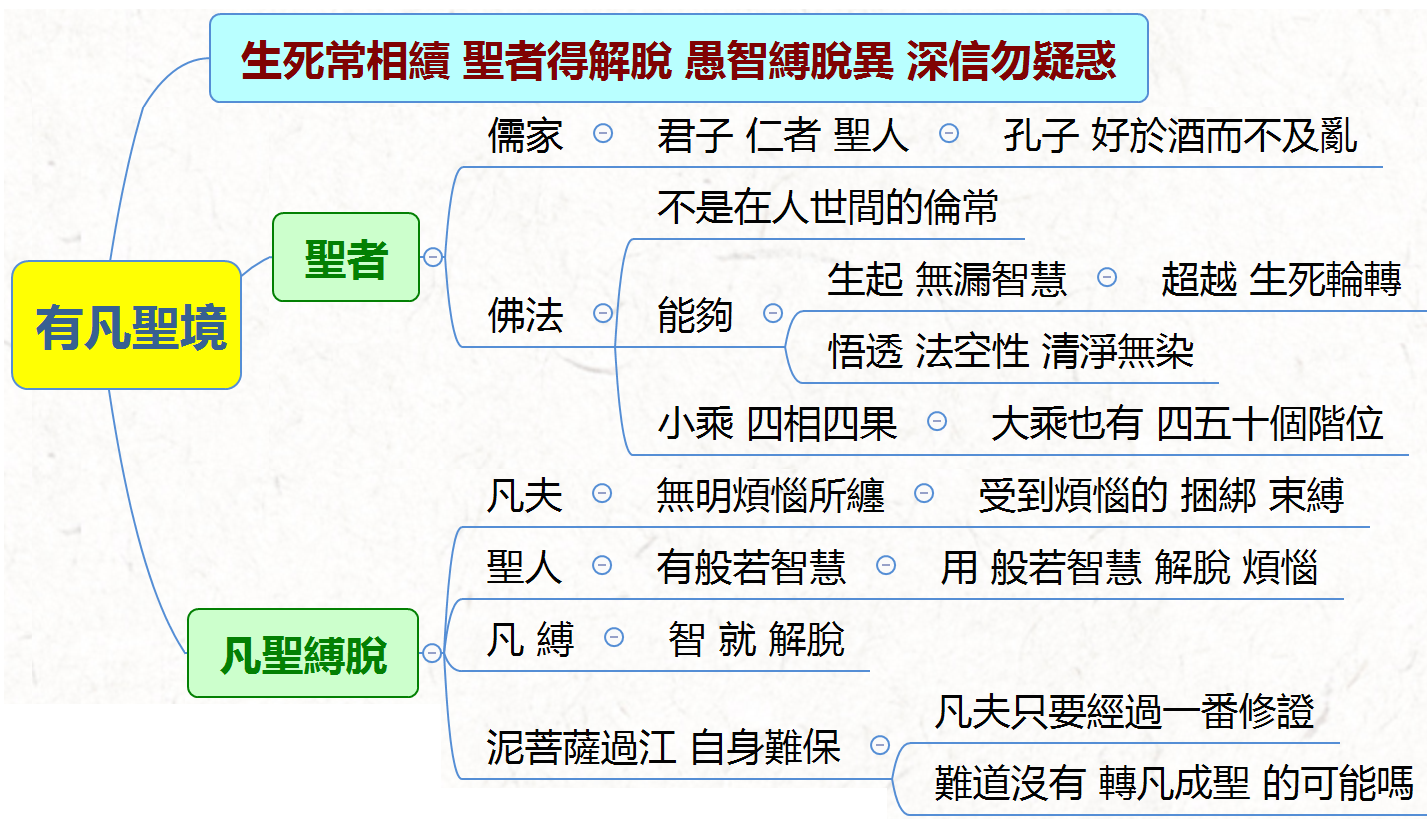 生死常相續 聖者得解脫 愚智縛脫異 深信勿疑惑
有凡聖境
聖者
儒家 君子 仁者 聖人 孔子 好於酒而不及亂
佛法
不是在人世間的倫常
能夠
生起 無漏智慧 超越 生死輪轉
悟透 法空性 清淨無染
小乘 四相四果 大乘也有 四五十個階位
凡聖縛脫
凡夫 無明煩惱所纏 受到煩惱的 捆綁 束縛
聖人 有般若智慧 用 般若智慧 解脫 煩惱
凡 縛 智 就 解脫
泥菩薩過江 自身難保
凡夫只要經過一番修證
難道沒有 轉凡成聖 的可能嗎